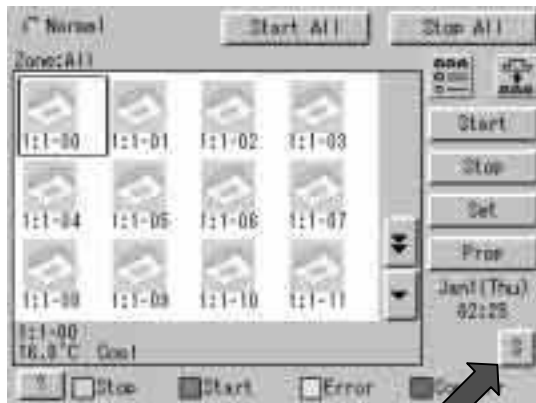 Normal Start All Stop All
Zone:All
1:1-00 1:1-01 1:1-02 1:1-03
Start
Stop
1:1-04 1:1-05 1:1-06 1:1-07
Set
Prop
1:1-08 1:1-09 1:1-10 1:1-11
Jan1(Thu)
02:25
1:1-00
16.0°C Cool
Stop Start Error